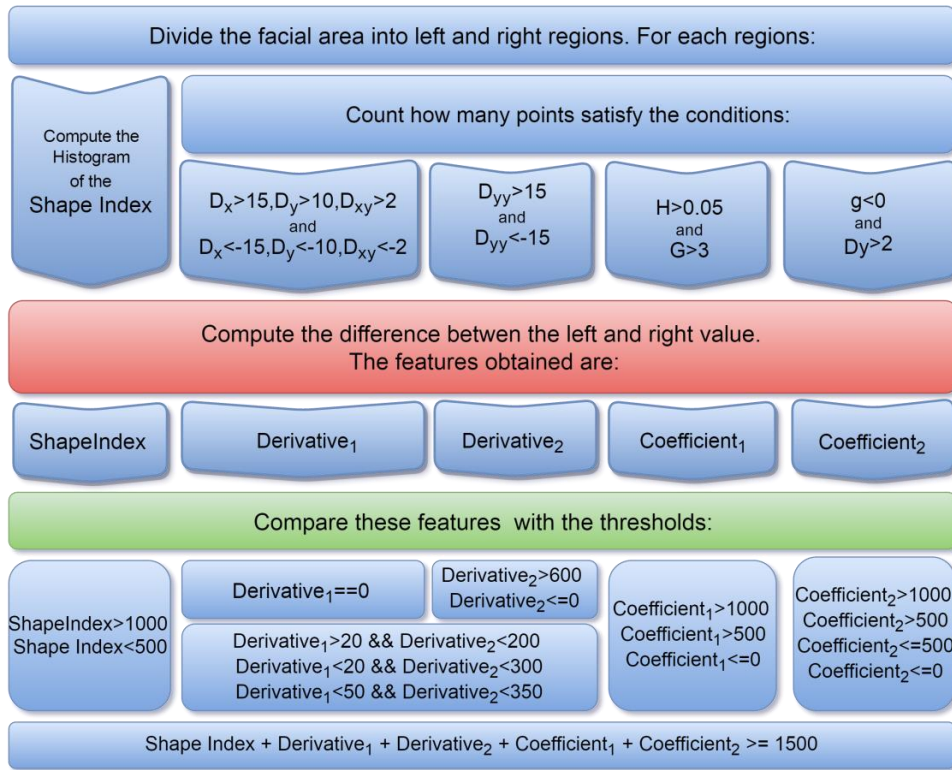 Divide the facial area into left and right regions. For each regions:
Compute the
Histogram
of the
Shape Index
Count how many points satisfy the conditions:
Dx>15,Dy>10,Dxy>2
and
Dx<-15,Dy<-10,Dxy<-2
Dyy>15
and
Dyy<-15
H>0.05
and
G>3
g<0
and
Dy>2
Compute the difference betwen the left and right value.
The features obtained are:
ShapeIndex
Derivative1
Derivative2
Coefficient1
Coefficient2
Compare these features with the thresholds:
ShapeIndex>1000
Shape Index<500
Derivative1==0
Derivative2>600
Derivative2<=0
Derivative1>20 && Derivative2<200
Derivative1<20 && Derivative2<300
Derivative1<50 && Derivative2<350
Coefficient1>1000
Coefficient1>500
Coefficient1<=0
Coefficient2>1000
Coefficient2>500
Coefficient2<=500
Coefficient2<=0
Shape Index + Derivative1 + Derivative2 + Coefficient1 + Coefficient2 >= 1500